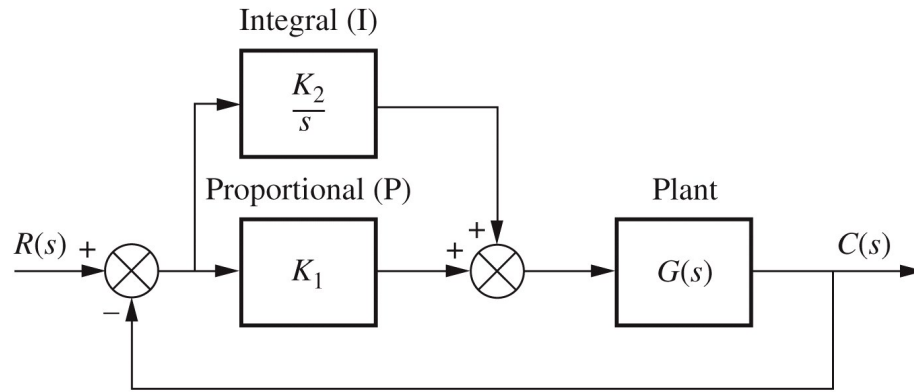 Integral (I)
K₂
s
Proportional (P)
Plant
R(s)
+
+
+
C(s)
K₁
G(s)
−